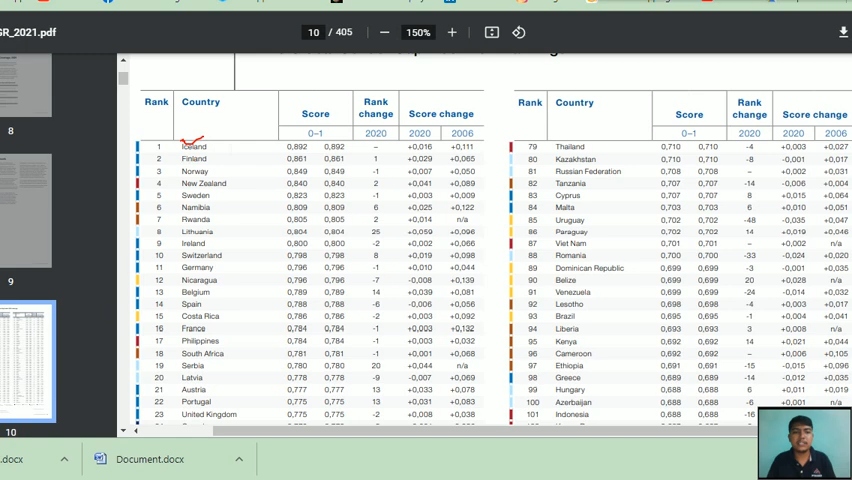 GR_2021.pdf
10 / 405
150%
Rank Country Score Rank change Score change
0–1 2020 2020 2006
1 Iceland 0,892 0,892 – +0,016 +0,111
2 Finland 0,861 0,861 1 +0,029 +0,065
3 Norway 0,849 0,849 -1 +0,007 +0,050
4 New Zealand 0,840 0,840 2 +0,041 +0,089
5 Sweden 0,823 0,823 -1 +0,003 +0,009
6 Namibia 0,809 0,809 6 +0,025 +0,122
7 Rwanda 0,805 0,805 2 +0,014 n/a
8 Lithuania 0,804 0,804 25 +0,059 +0,096
9 Ireland 0,800 0,800 -2 +0,002 +0,066
10 Switzerland 0,798 0,798 8 +0,019 +0,098
11 Germany 0,796 0,796 -1 +0,010 +0,044
12 Nicaragua 0,796 0,796 -7 -0,008 +0,139
13 Belgium 0,789 0,789 14 +0,039 +0,081
14 Spain 0,788 0,788 -6 -0,006 +0,056
15 Costa Rica 0,786 0,786 -2 +0,003 +0,092
16 France 0,784 0,784 -1 +0,003 +0,132
17 Philippines 0,784 0,784 -1 +0,003 +0,032
18 South Africa 0,781 0,781 -1 +0,001 +0,068
19 Serbia 0,780 0,780 20 +0,044 n/a
20 Latvia 0,778 0,778 -9 -0,007 +0,069
21 Austria 0,777 0,777 13 +0,033 +0,078
22 Portugal 0,775 0,775 13 +0,031 +0,083
23 United Kingdom 0,775 0,775 -2 +0,008 +0,038
Rank Country Score Rank change Score change
0–1 2020 2020 2006
79 Thailand 0,710 0,710 -4 +0,003 +0,027
80 Kazakhstan 0,710 0,710 -8 -0,001 +0,017
81 Russian Federation 0,708 0,708 – +0,002 +0,031
82 Tanzania 0,707 0,707 -14 -0,006 +0,004
83 Cyprus 0,707 0,707 8 +0,015 +0,064
84 Malta 0,703 0,703 6 +0,010 +0,051
85 Uruguay 0,702 0,702 -48 -0,035 +0,047
86 Paraguay 0,702 0,702 14 +0,019 +0,046
87 Viet Nam 0,701 0,701 – +0,002 n/a
88 Romania 0,700 0,700 -33 -0,024 +0,020
89 Dominican Republic 0,699 0,699 -3 -0,001 +0,035
90 Belize 0,699 0,699 20 +0,028 n/a
91 Venezuela 0,699 0,699 -24 -0,014 +0,032
92 Lesotho 0,698 0,698 -4 +0,003 +0,017
93 Brazil 0,695 0,695 -1 +0,004 +0,041
94 Liberia 0,693 0,693 3 +0,008 n/a
95 Kenya 0,692 0,692 14 +0,021 +0,044
96 Cameroon 0,692 0,692 – +0,006 +0,105
97 Ethiopia 0,691 0,691 -15 -0,015 +0,096
98 Greece 0,689 0,689 -14 -0,012 +0,035
99 Hungary 0,688 0,688 6 +0,011 +0,019
100 Azerbaijan 0,688 0,688 -6 +0,001 n/a
101 Indonesia 0,688 0,688 -16
8
9
10
.docx
Document.docx